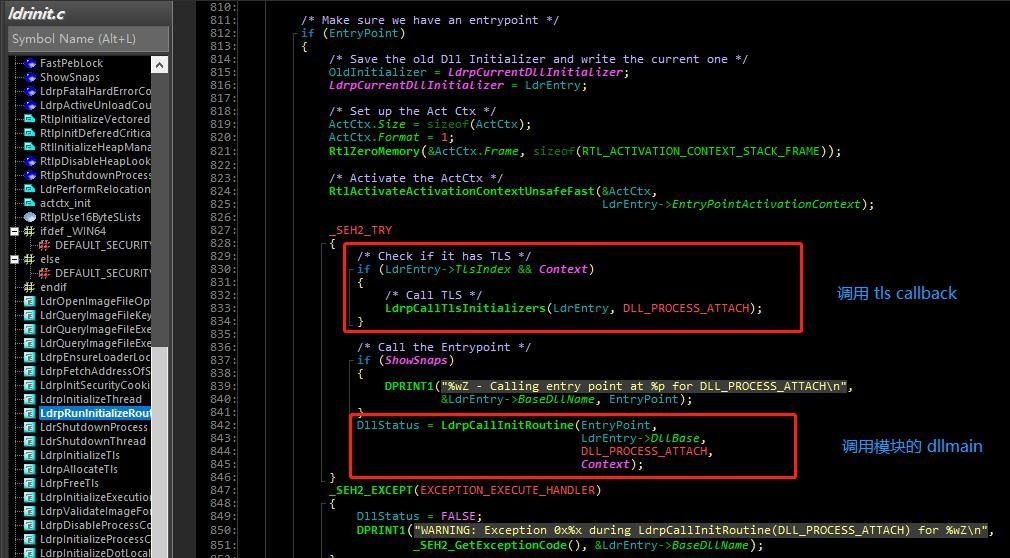 ldrinit.c
Symbol Name (Alt+L)
FastPebLock
ShowSnaps
LdrpFatalHardErrorCo
LdrpActiveUnloadCou
RtlpInitializeVectored
RtlpInitDeferedCritica
RtlInitializeHeapMana
RtlpDisableHeapLook
RtlpShutdownProcess
LdrPerformRelocation
actctx_init
RtlpUse16ByteSLists
ifdef _WIN64
DEFAULT_SECURITY
else
DEFAULT_SECURITY
endif
LdrOpenImageFileOpt
LdrQueryImageFileKey
LdrQueryImageFileExe
LdrQueryImageFileExe
LdrpEnsureLoaderLoc
LdrpFetchAddressOfS
LdrpInitSecurityCookie
LdrpInitializeThread
LdrpRunInitializeRout
LdrShutdownProcess
LdrShutdownThread
LdrpInitializeTls
LdrpAllocateTls
LdrpFreeTls
LdrpInitializeExecution
LdrpValidateImageFor
LdrpDisableProcessCo
LdrpInitializeProcessC
LdrpInitializeDotLocal
810:
811: /* Make sure we have an entrypoint */
812: if (EntryPoint)
813: {
814: /* Save the old Dll Initializer and write the current one */
815: OldInitializer = LdrpCurrentDllInitializer;
816: LdrpCurrentDllInitializer = LdrEntry;
817:
818: /* Set up the Act Ctx */
819: ActCtx.Size = sizeof(ActCtx);
820: ActCtx.Format = 1;
821: RtlZeroMemory(&ActCtx.Frame, sizeof(RTL_ACTIVATION_CONTEXT_STACK_FRAME));
822:
823: /* Activate the ActCtx */
824: RtlActivateActivationContextUnsafeFast(&ActCtx,
825: LdrEntry->EntryPointActivationContext);
826:
827: _SEH2_TRY
828: {
829: /* Check if it has TLS */
830: if (LdrEntry->TlsIndex && Context)
831: {
832: /* Call TLS */
833: LdrpCallTlsInitializers(LdrEntry, DLL_PROCESS_ATTACH);
834: }
调用 tls callback
835:
836: /* Call the Entrypoint */
837: if (ShowSnaps)
838: {
839: DPRINT1("%wZ - Calling entry point at %p for DLL_PROCESS_ATTACH\n",
840: &LdrEntry->BaseDllName, EntryPoint);
841: }
842: DllStatus = LdrpCallInitRoutine(EntryPoint,
843: LdrEntry->DllBase,
844: DLL_PROCESS_ATTACH,
845: Context);
调用模块的 dllmain
846: }
847: _SEH2_EXCEPT(EXCEPTION_EXECUTE_HANDLER)
848: {
849: DllStatus = FALSE;
850: DPRINT1("WARNING: Exception 0x%x during LdrpCallInitRoutine(DLL_PROCESS_ATTACH) for %wZ\n",
851: _SEH2_GetExceptionCode(), &LdrEntry->BaseDllName);